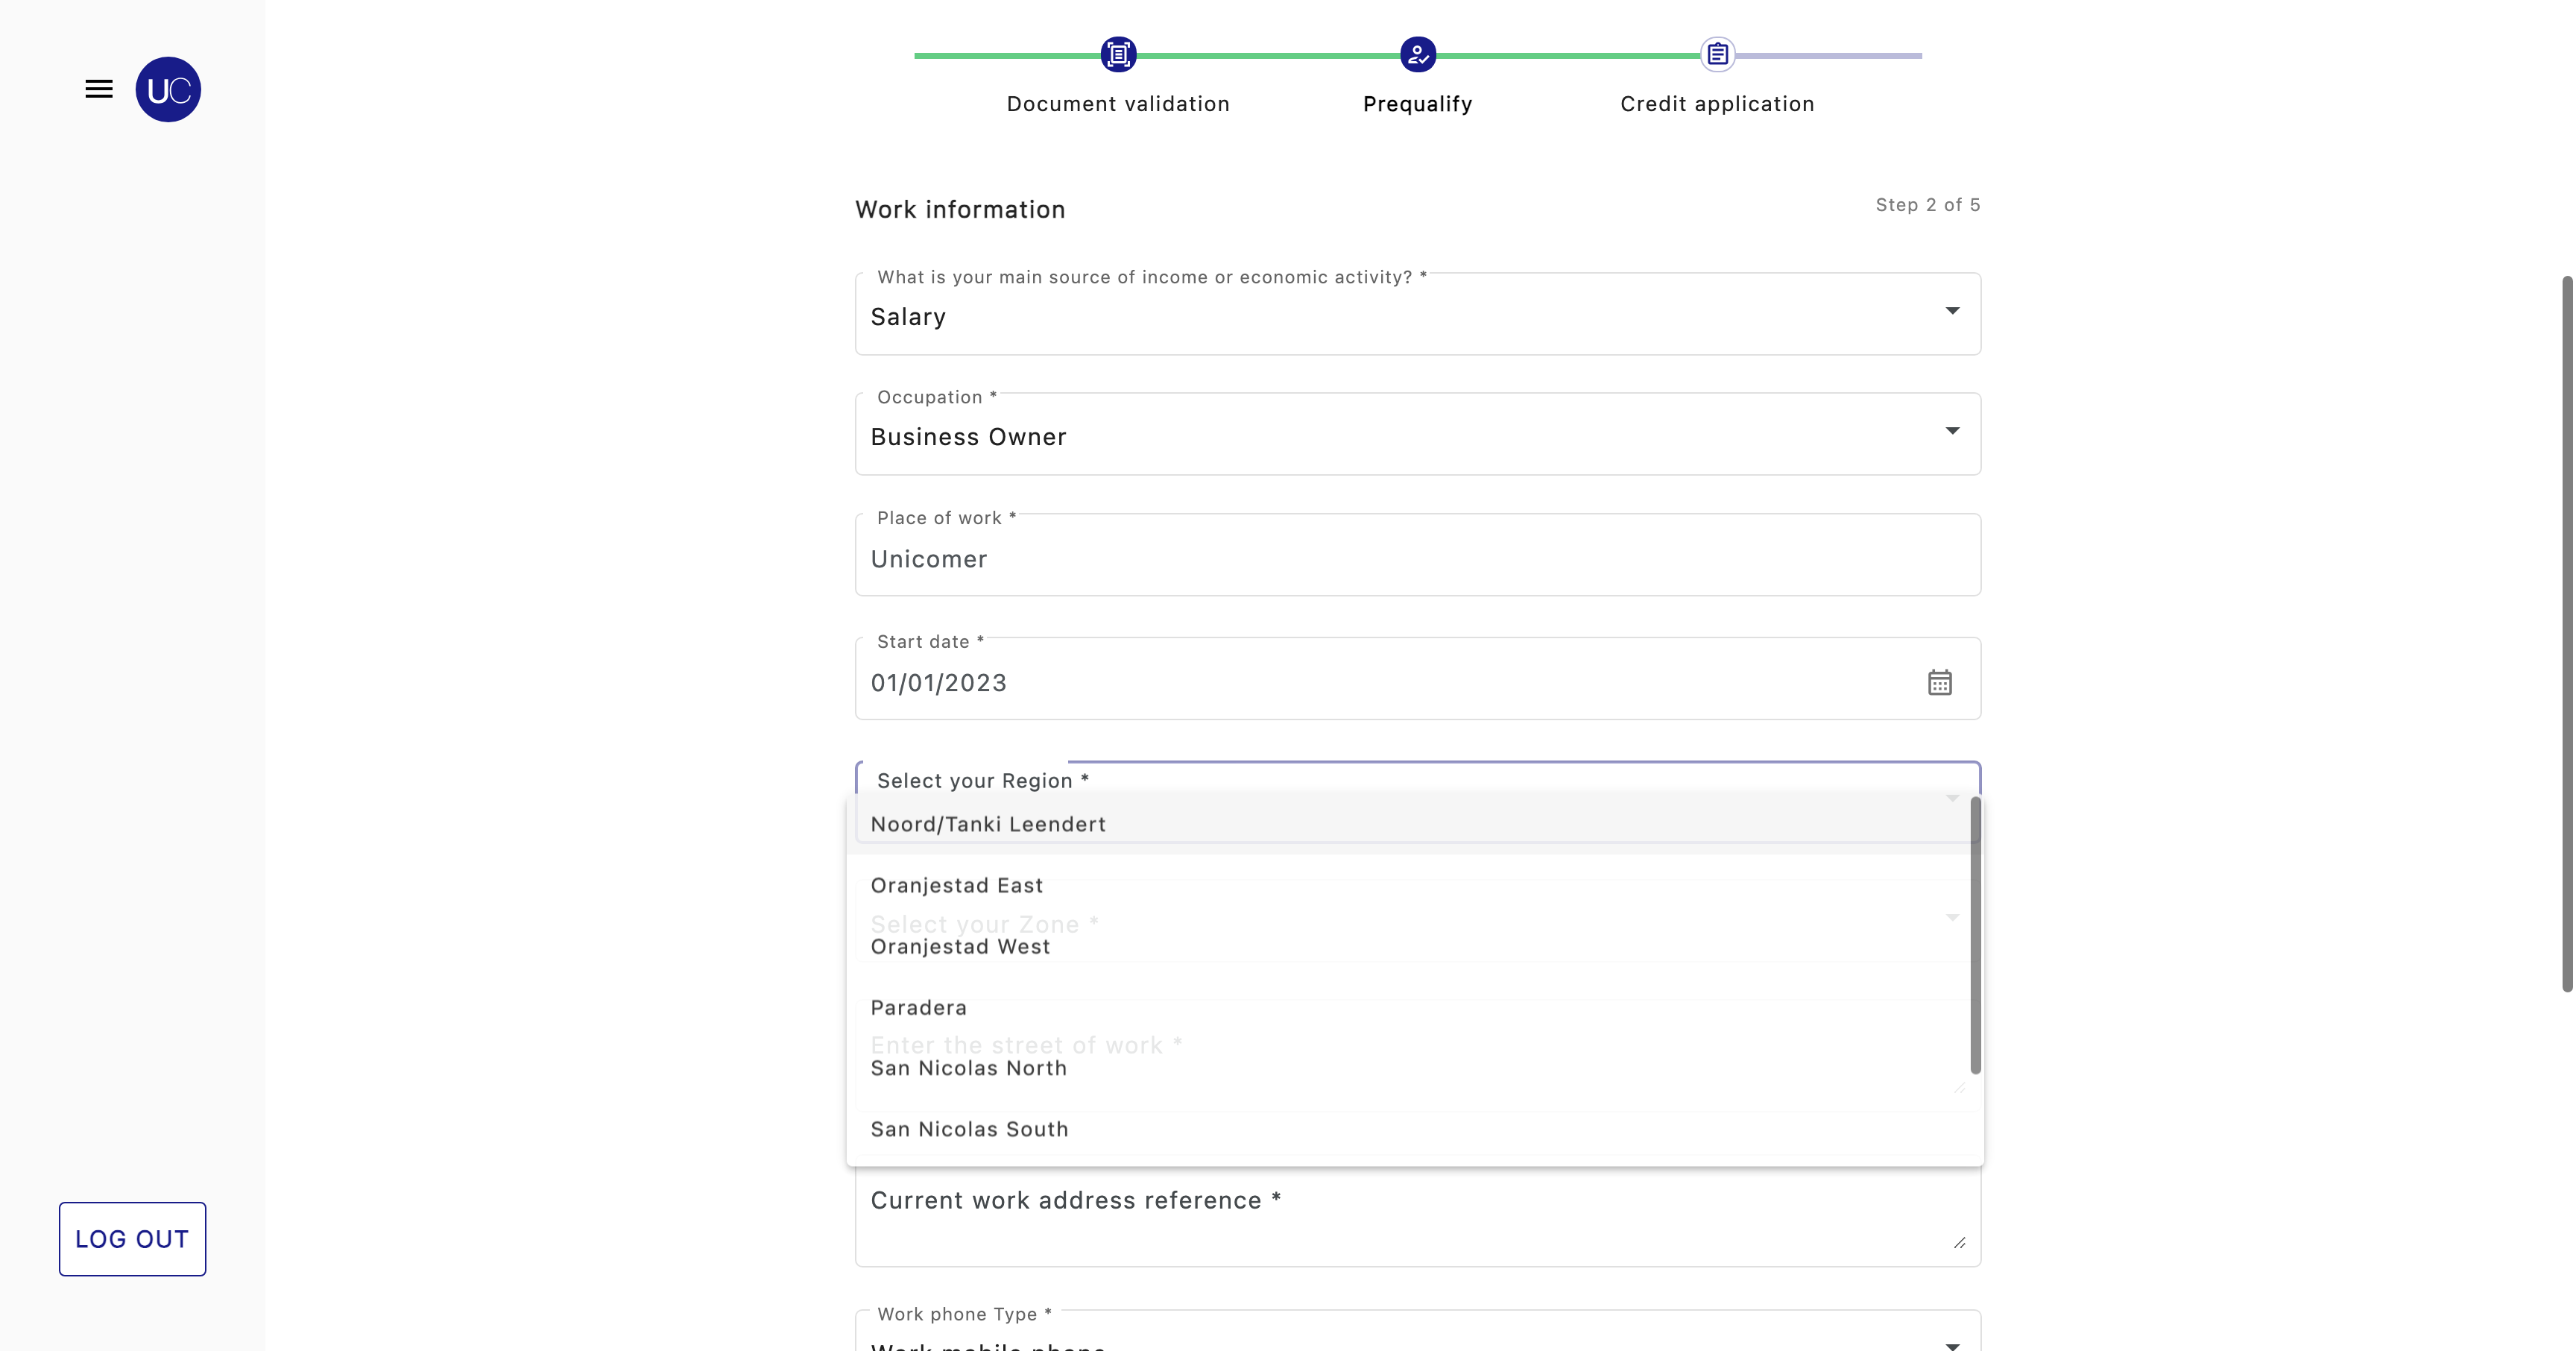 UC
Document validation
Prequalify
Credit application
Work information
Step 2 of 5
What is your main source of income or economic activity? *
Salary
Occupation *
Business Owner
Place of work *
Unicomer
Start date *
01/01/2023
Select your Region *
Noord/Tanki Leendert
Oranjestad East
Select your Zone *
Oranjestad West
Paradera
Enter the street of work *
San Nicolas North
San Nicolas South
Current work address reference *
LOG OUT
Work phone Type *
Work mobile phone